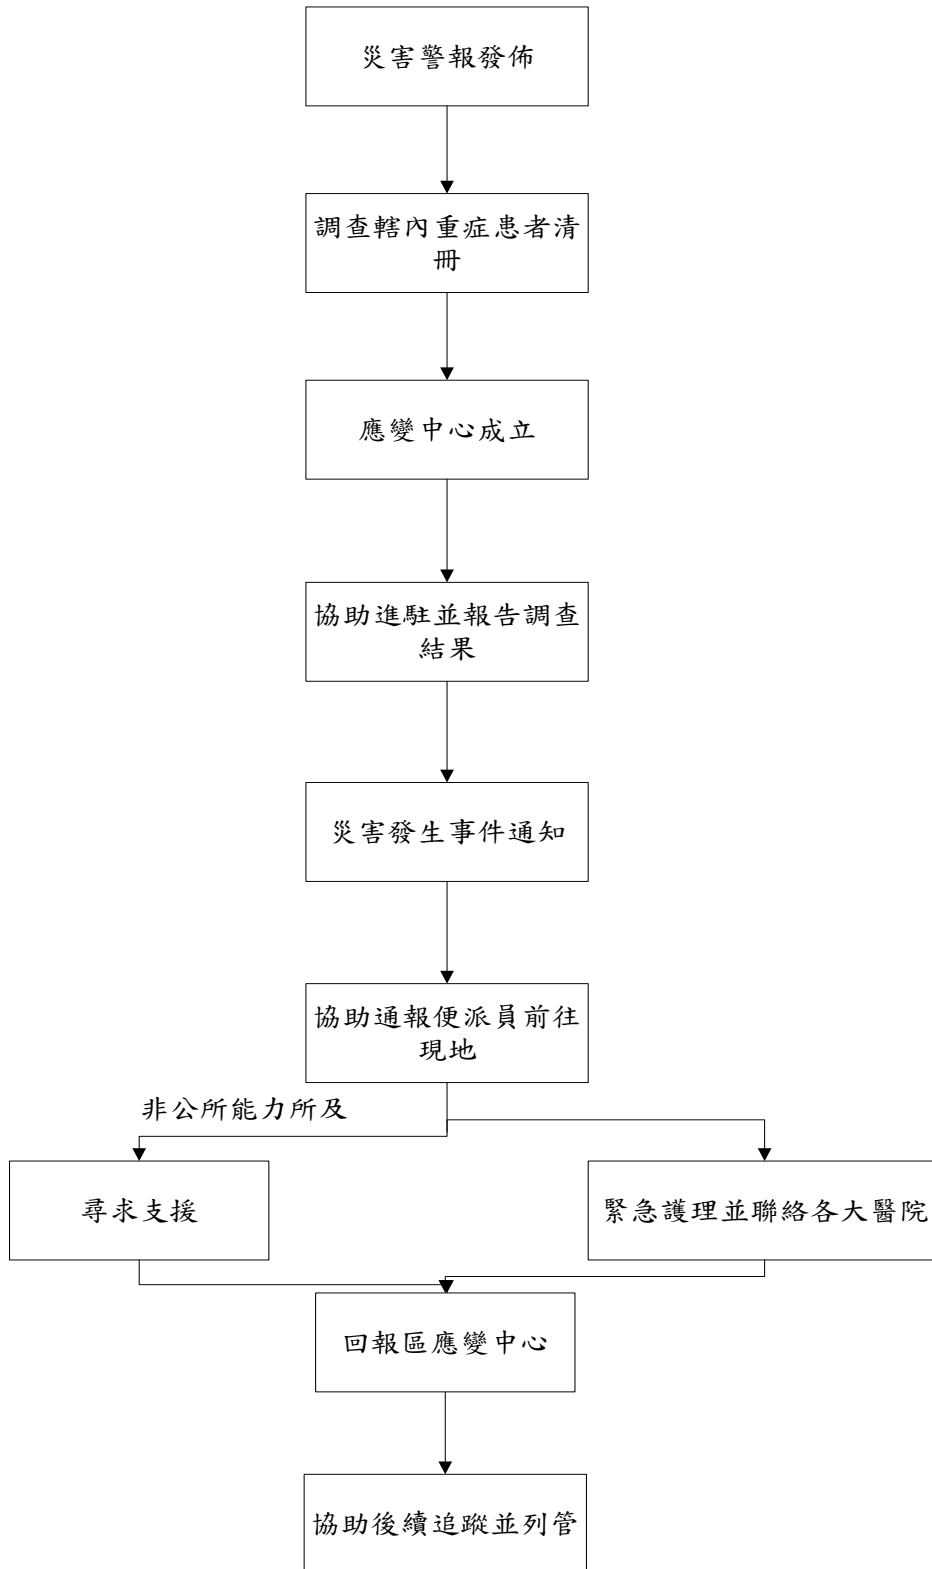 災害警報發佈
調查轄內重症患者清
冊
應變中心成立
協助進駐並報告調查
結果
災害發生事件通知
協助通報便派員前往
現地
非公所能力所及
尋求支援
緊急護理並聯絡各大醫院
回報區應變中心
協助後續追蹤並列管